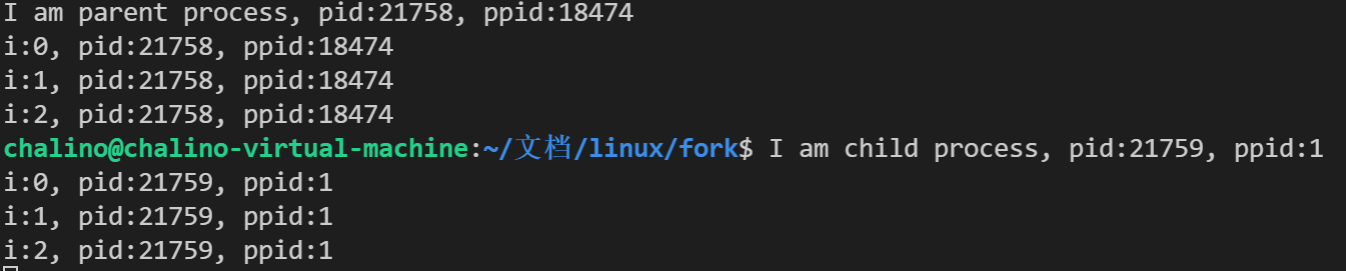 I am parent process, pid:21758, ppid:18474
i:0, pid:21758, ppid:18474
i:1, pid:21758, ppid:18474
i:2, pid:21758, ppid:18474
chalino@chalino-virtual-machine:~/文档/linux/fork$ I am child process, pid:21759, ppid:1
i:0, pid:21759, ppid:1
i:1, pid:21759, ppid:1
i:2, pid:21759, ppid:1